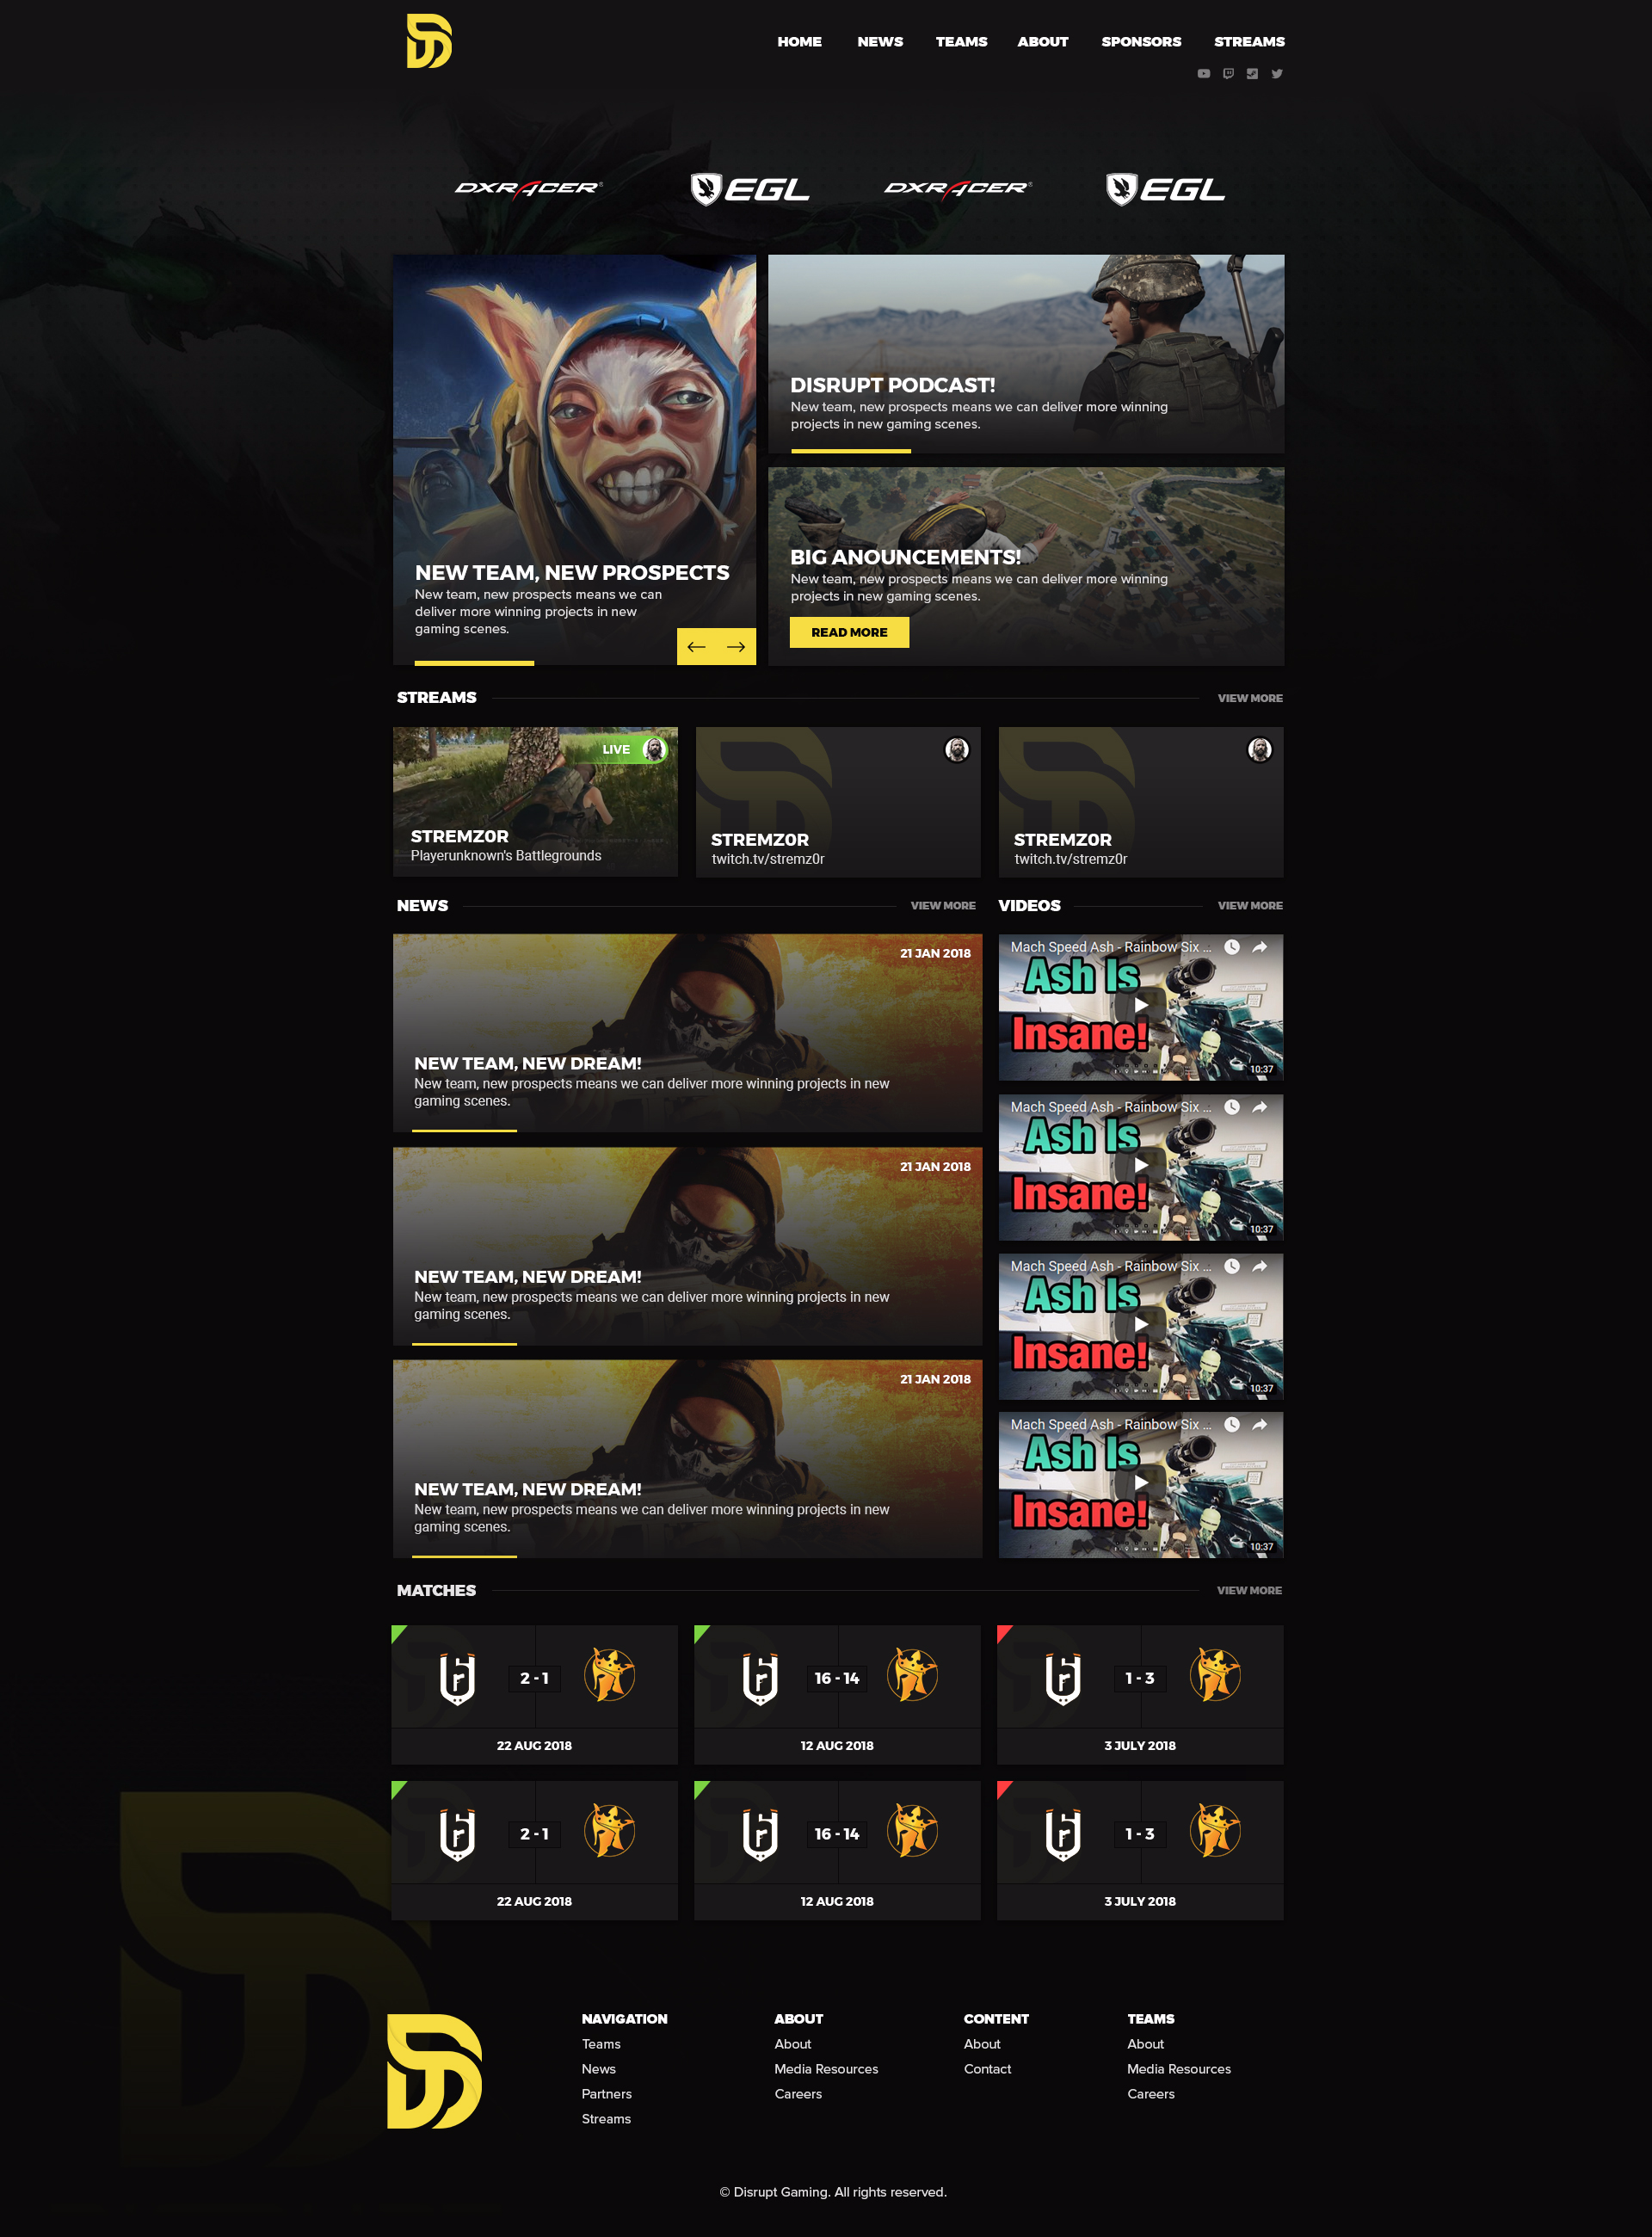 HOME NEWS TEAMS ABOUT SPONSORS STREAMS
DXRACER® EGL DXRACER® EGL
NEW TEAM, NEW PROSPECTS
New team, new prospects means we can
deliver more winning projects in new
gaming scenes.
DISRUPT PODCAST!
New team, new prospects means we can deliver more winning
projects in new gaming scenes.
BIG ANOUNCEMENTS!
New team, new prospects means we can deliver more winning
projects in new gaming scenes.
READ MORE
STREAMS VIEW MORE
LIVE
STREMZ0R
Playerunknown's Battlegrounds
STREMZ0R
twitch.tv/stremz0r
STREMZ0R
twitch.tv/stremz0r
NEWS VIEW MORE
21 JAN 2018
NEW TEAM, NEW DREAM!
New team, new prospects means we can deliver more winning projects in new
gaming scenes.
21 JAN 2018
NEW TEAM, NEW DREAM!
New team, new prospects means we can deliver more winning projects in new
gaming scenes.
21 JAN 2018
NEW TEAM, NEW DREAM!
New team, new prospects means we can deliver more winning projects in new
gaming scenes.
VIDEOS VIEW MORE
Mach Speed Ash - Rainbow Six ...
Ash Is
Insane!
10:37
Mach Speed Ash - Rainbow Six ...
Ash Is
Insane!
10:37
Mach Speed Ash - Rainbow Six ...
Ash Is
Insane!
10:37
Mach Speed Ash - Rainbow Six ...
Ash Is
Insane!
10:37
MATCHES VIEW MORE
2 - 1
22 AUG 2018
16 - 14
12 AUG 2018
1 - 3
3 JULY 2018
2 - 1
22 AUG 2018
16 - 14
12 AUG 2018
1 - 3
3 JULY 2018
NAVIGATION
Teams
News
Partners
Streams
ABOUT
About
Media Resources
Careers
CONTENT
About
Contact
TEAMS
About
Media Resources
Careers
© Disrupt Gaming. All rights reserved.